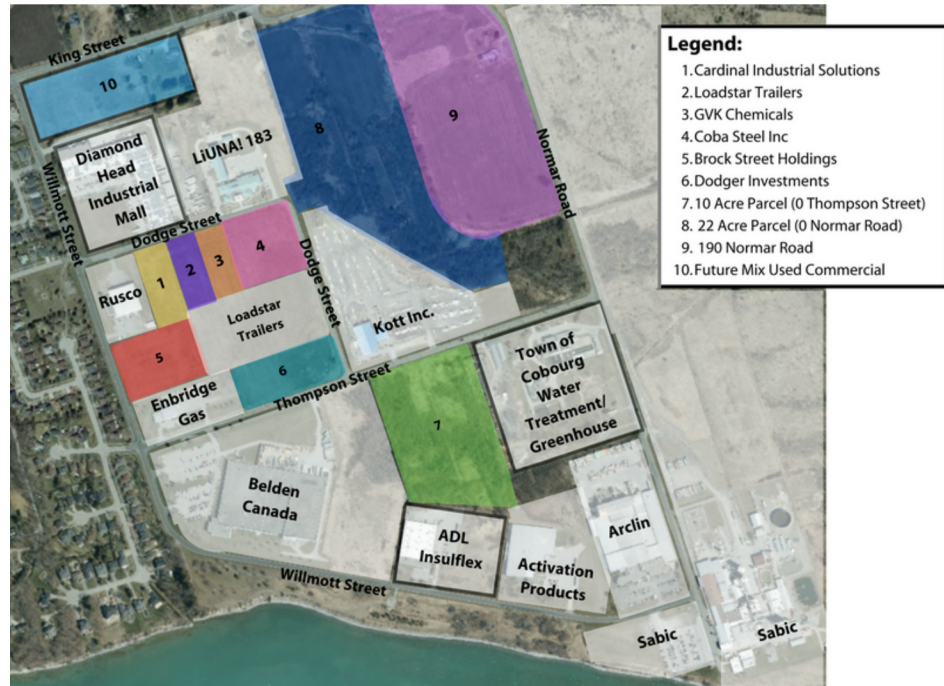 King Street
10
Diamond
Head
Industrial
Mall
LiUNA! 183
8
9
Normar Road
Willmott Street
Dodge Street
Rusco
1
2
3
4
Dodge Street
Loadstar
Trailers
Kott Inc.
5
6
Enbridge
Gas
Thompson Street
7
Town of
Cobourg
Water
Treatment/
Greenhouse
Belden
Canada
ADL
Insulflex
Activation
Products
Arclin
Willmott Street
Sabic
Sabic
Legend:
1.Cardinal Industrial Solutions
2.Loadstar Trailers
3.GVK Chemicals
4.Coba Steel Inc
5.Brock Street Holdings
6.Dodger Investments
7.10 Acre Parcel (0 Thompson Street)
8. 22 Acre Parcel (0 Normar Road)
9. 190 Normar Road
10.Future Mix Used Commercial